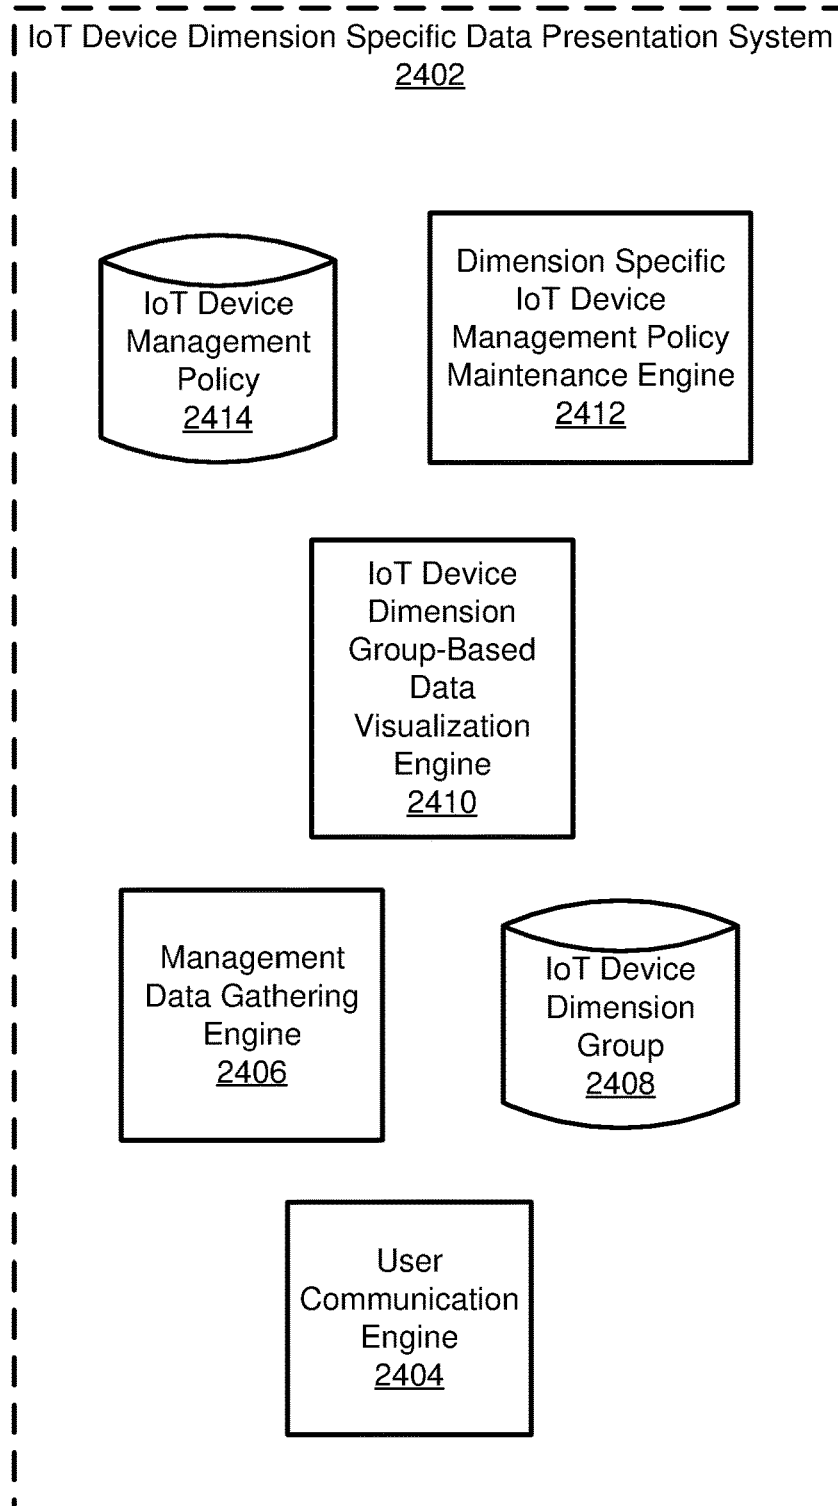 IoT Device Dimension Specific Data Presentation System
2402
IoT Device
Management
Policy
2414
Dimension Specific
IoT Device
Management Policy
Maintenance Engine
2412
IoT Device
Dimension
Group-Based
Data
Visualization
Engine
2410
Management
Data Gathering
Engine
2406
IoT Device
Dimension
Group
2408
User
Communication
Engine
2404